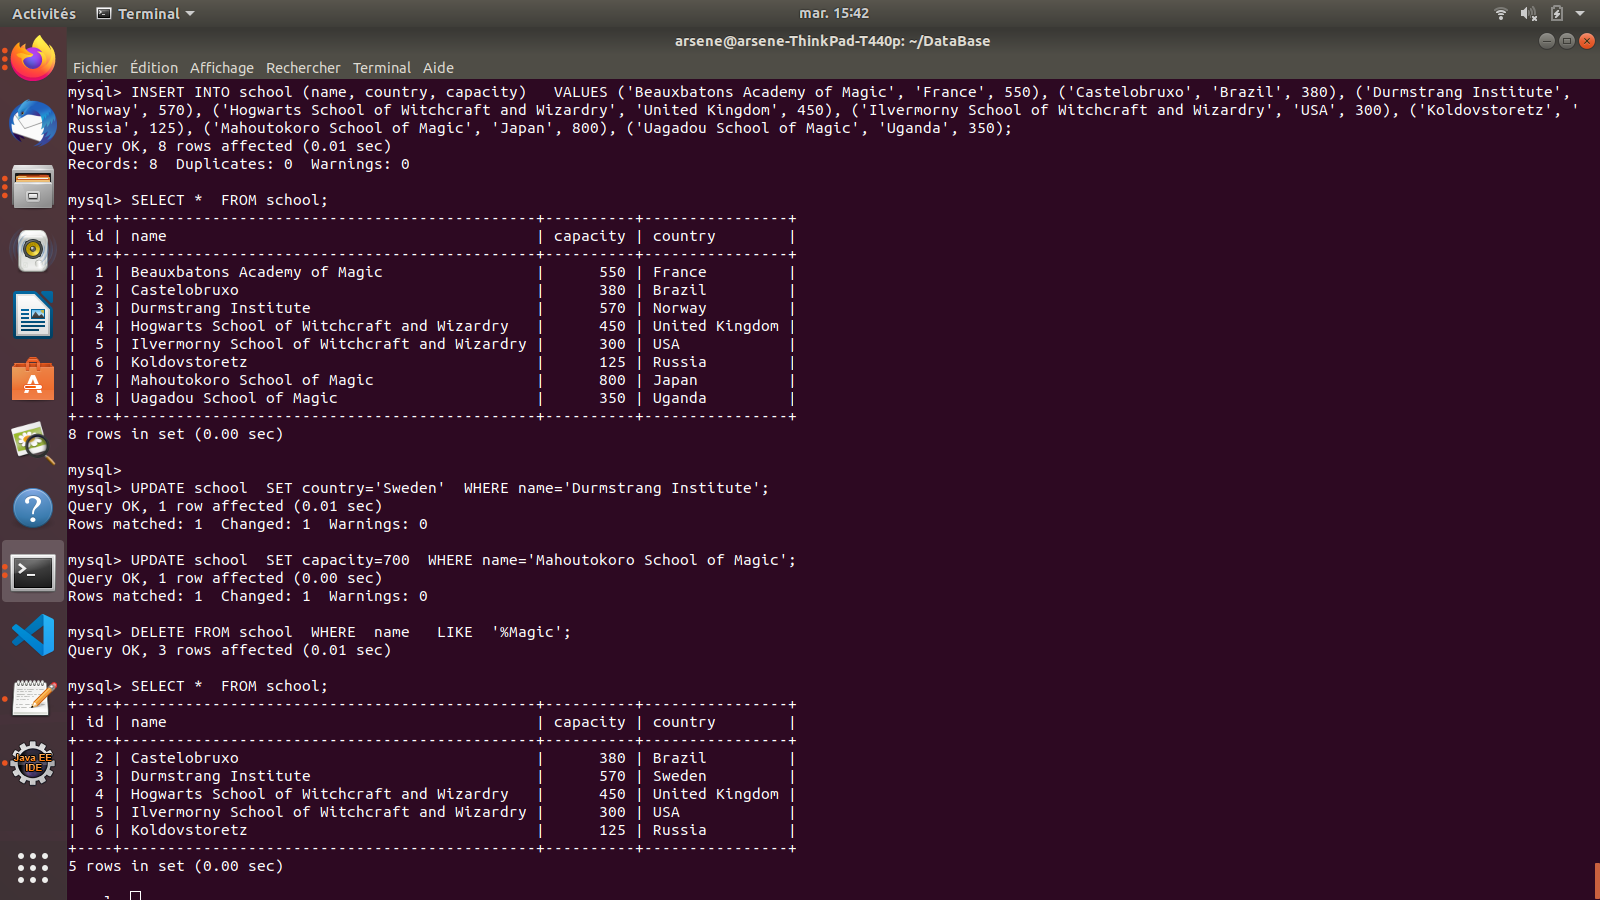 Activités Terminal mar. 15:42
arsene@arsene-ThinkPad-T440p: ~/DataBase
Fichier Édition Affichage Rechercher Terminal Aide
mysql> INSERT INTO school (name, country, capacity)   VALUES ('Beauxbatons Academy of Magic', 'France', 550), ('Castelobruxo', 'Brazil', 380), ('Durmstrang Institute',
'Norway', 570), ('Hogwarts School of Witchcraft and Wizardry', 'United Kingdom', 450), ('Ilvermorny School of Witchcraft and Wizardry', 'USA', 300), ('Koldovstoretz', '
Russia', 125), ('Mahoutokoro School of Magic', 'Japan', 800), ('Uagadou School of Magic', 'Uganda', 350);
Query OK, 8 rows affected (0.01 sec)
Records: 8  Duplicates: 0  Warnings: 0
mysql> SELECT *  FROM school;
+----+----------------------------------------------+----------+----------------+
| id | name                                         | capacity | country        |
+----+----------------------------------------------+----------+----------------+
|  1 | Beauxbatons Academy of Magic                 |      550 | France         |
|  2 | Castelobruxo                                 |      380 | Brazil         |
|  3 | Durmstrang Institute                         |      570 | Norway         |
|  4 | Hogwarts School of Witchcraft and Wizardry   |      450 | United Kingdom |
|  5 | Ilvermorny School of Witchcraft and Wizardry |      300 | USA            |
|  6 | Koldovstoretz                                |      125 | Russia         |
|  7 | Mahoutokoro School of Magic                  |      800 | Japan          |
|  8 | Uagadou School of Magic                      |      350 | Uganda         |
+----+----------------------------------------------+----------+----------------+
8 rows in set (0.00 sec)
mysql>
mysql> UPDATE school  SET country='Sweden'  WHERE name='Durmstrang Institute';
Query OK, 1 row affected (0.01 sec)
Rows matched: 1  Changed: 1  Warnings: 0
mysql> UPDATE school  SET capacity=700  WHERE name='Mahoutokoro School of Magic';
Query OK, 1 row affected (0.00 sec)
Rows matched: 1  Changed: 1  Warnings: 0
mysql> DELETE FROM school  WHERE  name   LIKE  '%Magic';
Query OK, 3 rows affected (0.01 sec)
mysql> SELECT *  FROM school;
+----+----------------------------------------------+----------+----------------+
| id | name                                         | capacity | country        |
+----+----------------------------------------------+----------+----------------+
|  2 | Castelobruxo                                 |      380 | Brazil         |
|  3 | Durmstrang Institute                         |      570 | Sweden         |
|  4 | Hogwarts School of Witchcraft and Wizardry   |      450 | United Kingdom |
|  5 | Ilvermorny School of Witchcraft and Wizardry |      300 | USA            |
|  6 | Koldovstoretz                                |      125 | Russia         |
+----+----------------------------------------------+----------+----------------+
5 rows in set (0.00 sec)
Java EE
IDE